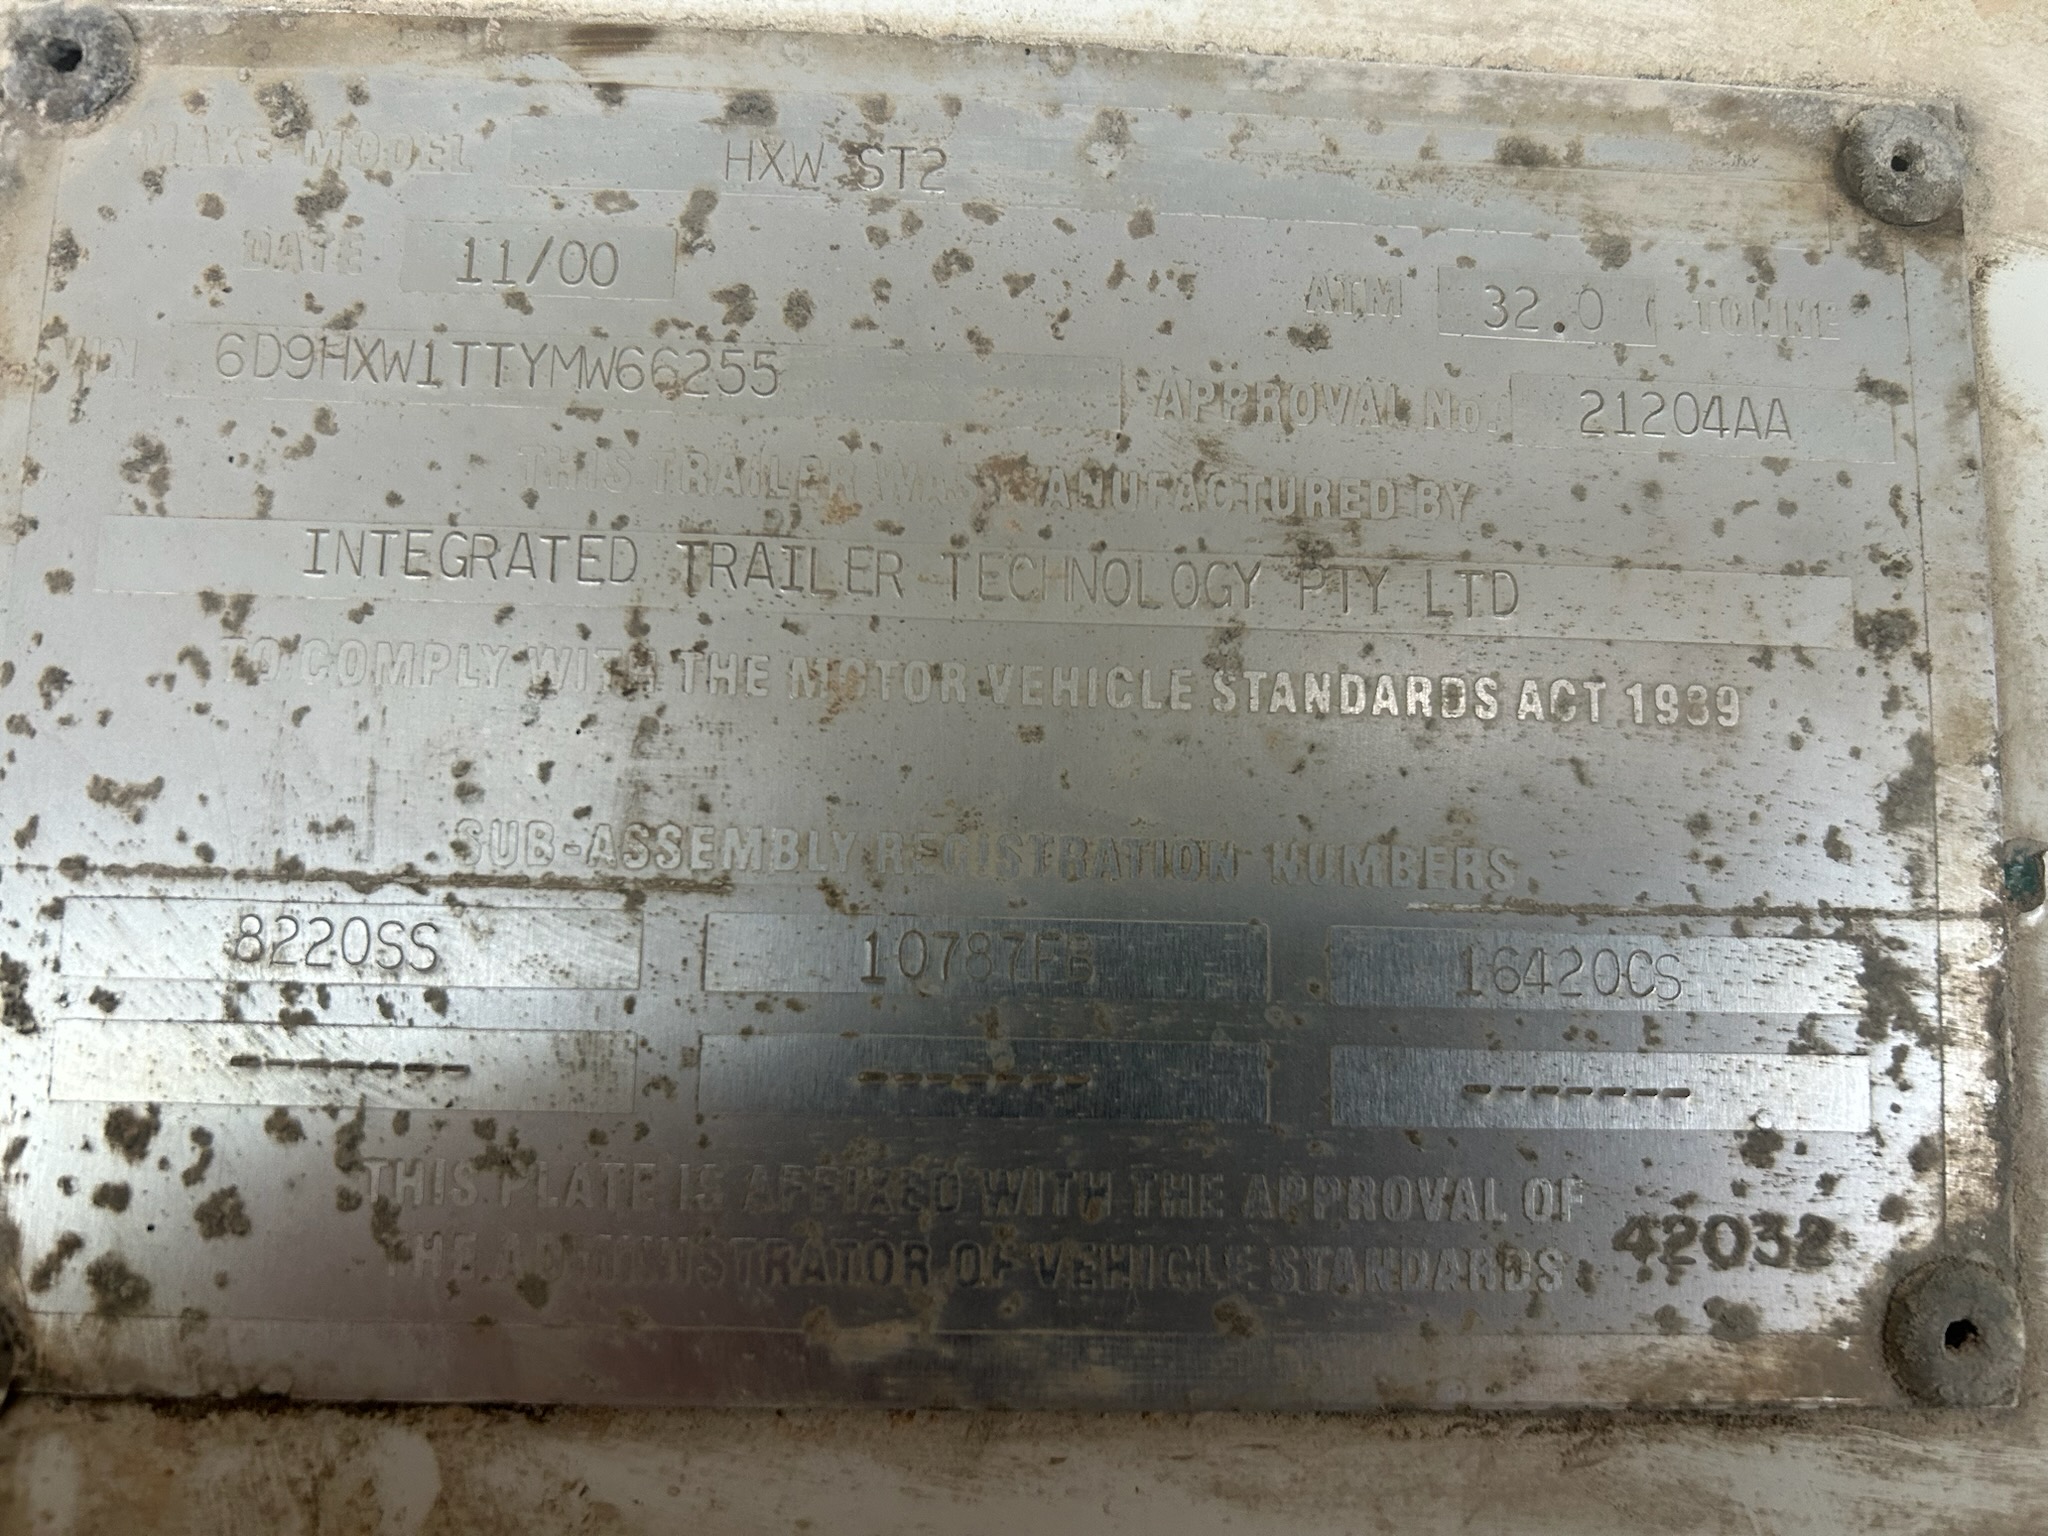 MAKE-MODEL HXW ST2
DATE 11/00 ATM 32.0 TONNE
VIN 6D9HXW1TTYMW66255 APPROVAL No. 21204AA
THIS TRAILER WAS MANUFACTURED BY
INTEGRATED TRAILER TECHNOLOGY PTY LTD
TO COMPLY WITH THE MOTOR VEHICLE STANDARDS ACT 1989
SUB-ASSEMBLY REGISTRATION NUMBERS
8220SS 10787FB 16420CS
------- ------- -------
THIS PLATE IS AFFIXED WITH THE APPROVAL OF
THE ADMINISTRATOR OF VEHICLE STANDARDS 42032